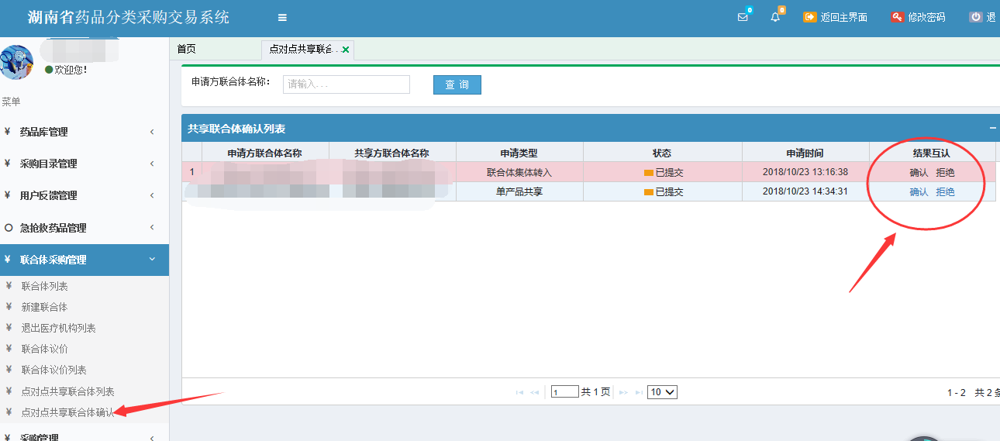 湖南省药品分类采购交易系统
0
0
返回主界面
修改密码
退
欢迎您!
菜单
¥ 药品库管理
¥ 采购目录管理
¥ 用户反馈管理
急抢救药品管理
¥ 联合体采购管理
¥ 联合体列表
¥ 新建联合体
¥ 退出医疗机构列表
¥ 联合体议价
¥ 联合体议价列表
¥ 点对点共享联合体列表
¥ 点对点共享联合体确认
¥ 采购管理
首页
点对点共享联合...
申请方联合体名称: 请输入... 查 询
共享联合体确认列表
申请方联合体名称 共享方联合体名称 申请类型 状态 申请时间 结果互认
1 联合体集体转入 已提交 2018/10/23 13:16:38 确认 拒绝
单产品共享 已提交 2018/10/23 14:34:31 确认 拒绝
1 共 1 页 10
1 - 2 共 2 条